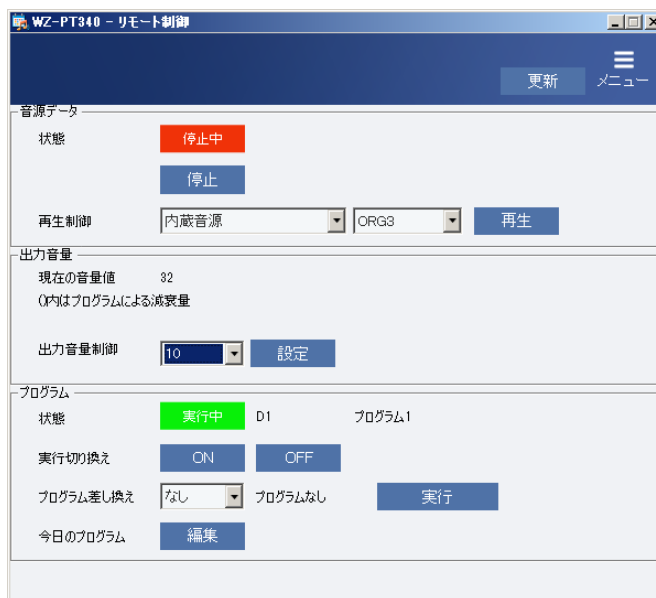 WZ-PT340 - リモート制御
更新 メニュー
音源データ
状態 停止中
停止
再生制御 内蔵音源 ORG3 再生
出力音量
現在の音量値 32
()内はプログラムによる減衰量
出力音量制御 10 設定
プログラム
状態 実行中 D1 プログラム1
実行切り換え ON OFF
プログラム差し換え なし プログラムなし 実行
今日のプログラム 編集